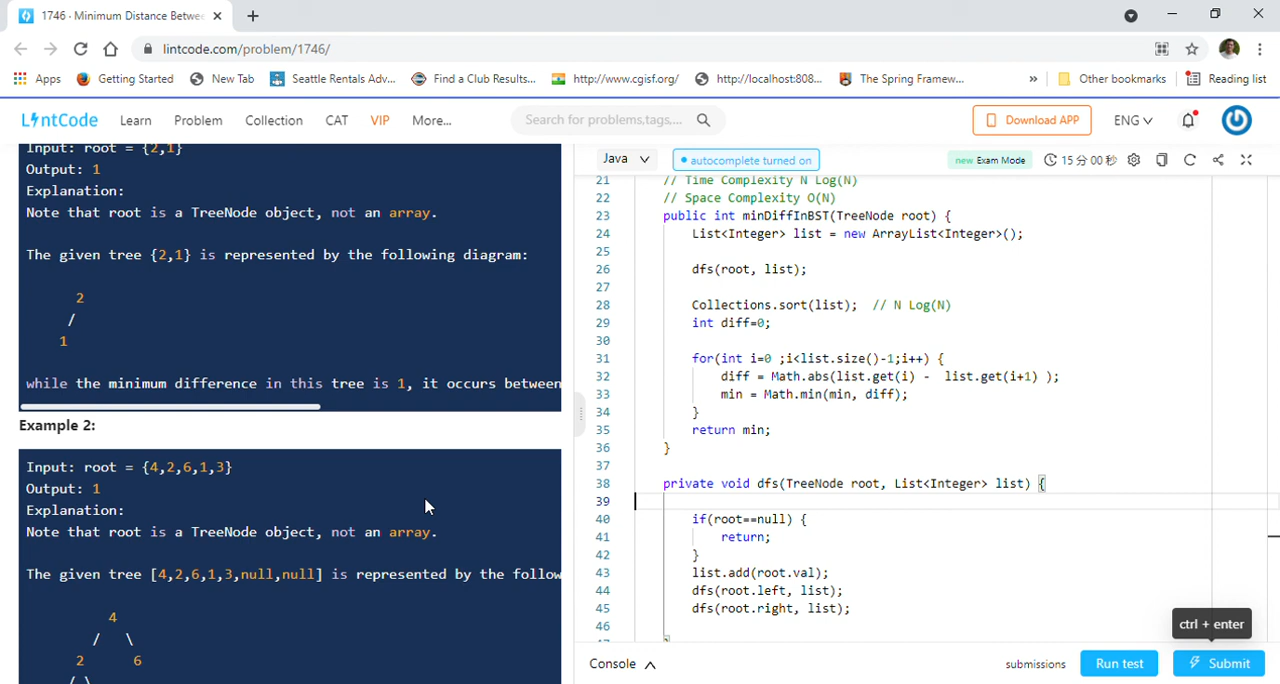 1746 · Minimum Distance Betwe
lintcode.com/problem/1746/
Apps Getting Started New Tab Seattle Rentals Adv... Find a Club Results... http://www.cgisf.org/ http://localhost:808... The Spring Framew... » Other bookmarks Reading list
LintCode Learn Problem Collection CAT VIP More... Search for problems,tags,... Download APP ENG
Java autocomplete turned on new Exam Mode 15 分 00 秒
Input: root = {2,1}
Output: 1
Explanation:
Note that root is a TreeNode object, not an array.
The given tree {2,1} is represented by the following diagram:
2
/
1
while the minimum difference in this tree is 1, it occurs between
Example 2:
Input: root = {4,2,6,1,3}
Output: 1
Explanation:
Note that root is a TreeNode object, not an array.
The given tree [4,2,6,1,3,null,null] is represented by the follow
4
/ \
2 6
/ \
21 // Time Complexity N Log(N)
22 // Space Complexity O(N)
23 public int minDiffInBST(TreeNode root) {
24 List<Integer> list = new ArrayList<Integer>();
25
26 dfs(root, list);
27
28 Collections.sort(list); // N Log(N)
29 int diff=0;
30
31 for(int i=0 ;i<list.size()-1;i++) {
32 diff = Math.abs(list.get(i) - list.get(i+1) );
33 min = Math.min(min, diff);
34 }
35 return min;
36 }
37
38 private void dfs(TreeNode root, List<Integer> list) {
39
40 if(root==null) {
41 return;
42 }
43 list.add(root.val);
44 dfs(root.left, list);
45 dfs(root.right, list);
46
47 }
ctrl + enter
Console submissions Run test Submit